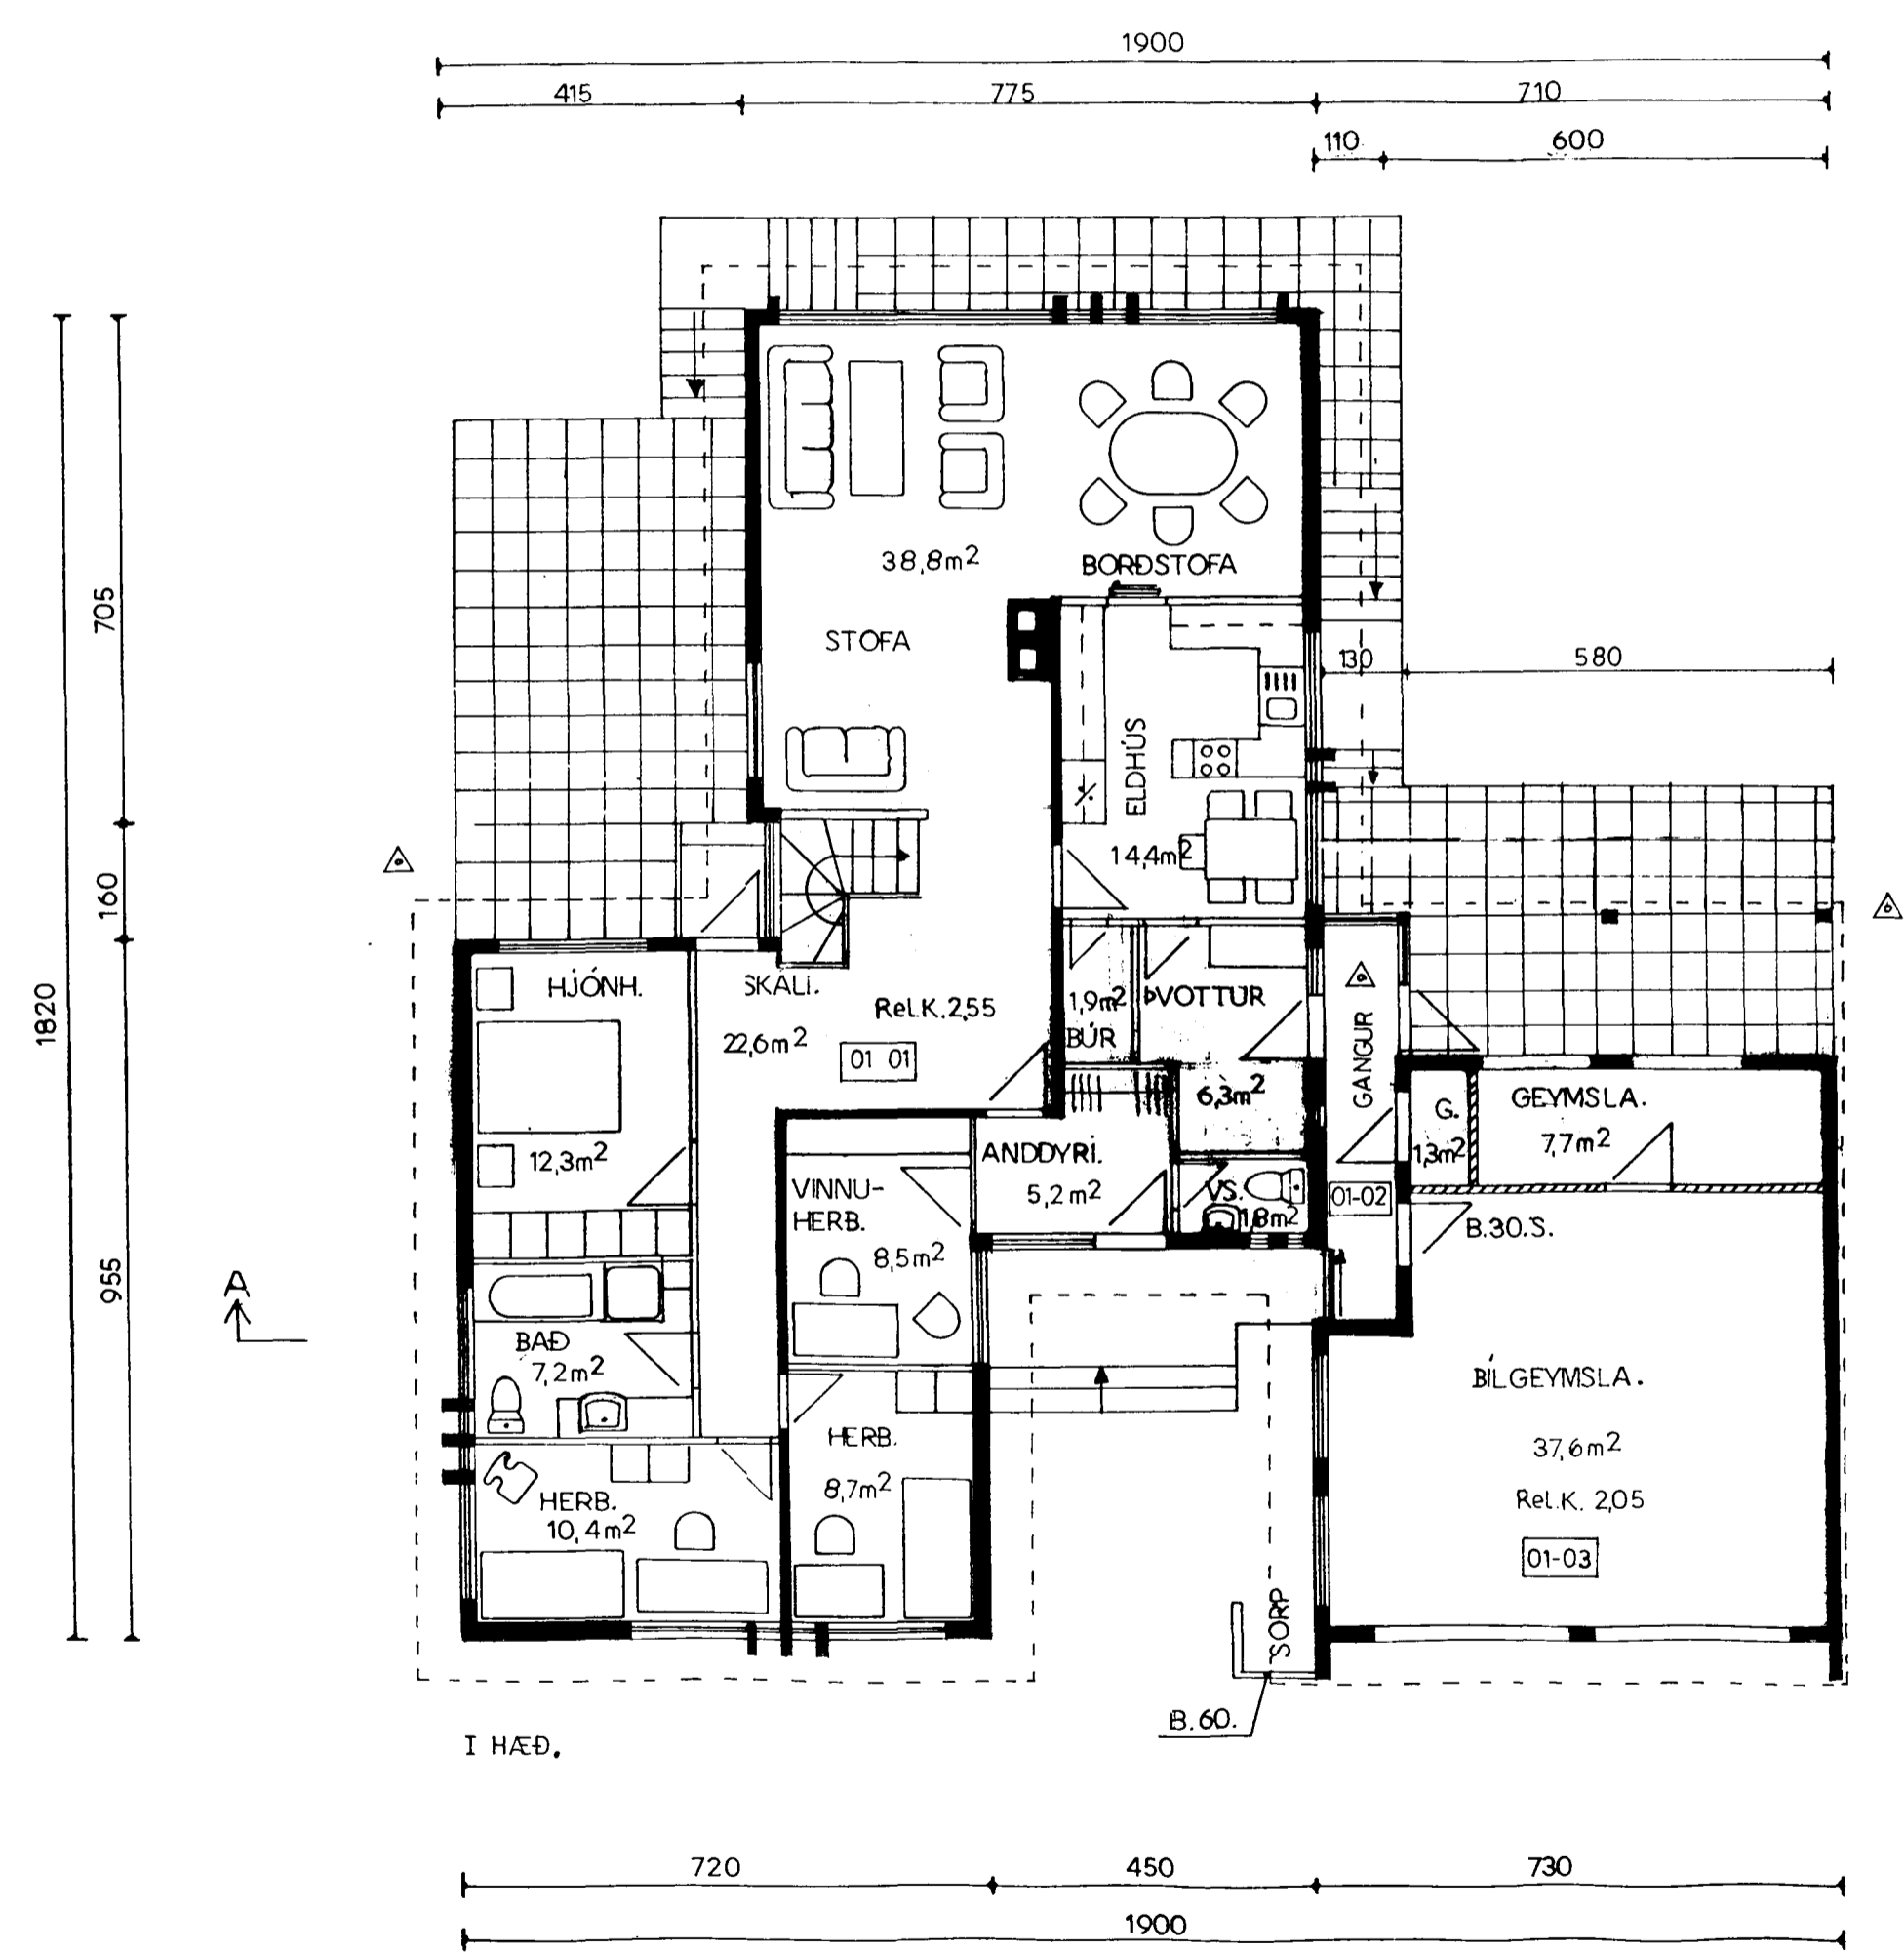 1900
415 775 710
110 600
38,8m2
BORÐSTOFA
STOFA
705
130 580
ELDHÚS
14,4m2
160
1820
HJÓNH.
SKÁLI.
Rel.K.2,55
22,6m2
01 01
1,9m2
BÚR
ÞVOTTUR
6,3m2
GANGUR
G.
1,3m2
GEYMSLA.
7,7m2
12,3m2
ANDDYRI.
5,2m2
VINNU-
HERB.
8,5m2
VS.
1,8m2
01-02
B.30.S.
955
A
BAÐ
7,2m2
BÍLGEYMSLA.
37,6m2
Rel.K. 2,05
01-03
HERB.
8,7m2
HERB.
10,4m2
SORP
B.60.
I HÆÐ.
720 450 730
1900